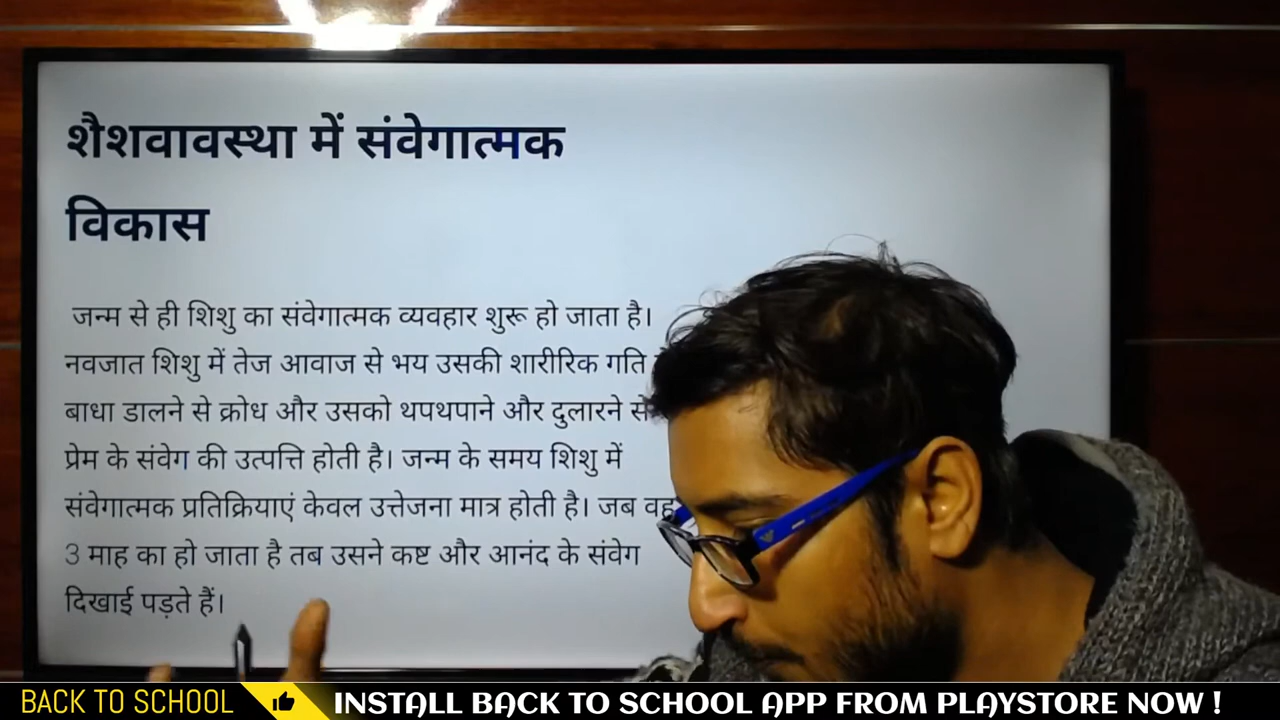 शैशवावस्था में संवेगात्मक
विकास
जन्म से ही शिशु का संवेगात्मक व्यवहार शुरू हो जाता है।
नवजात शिशु में तेज आवाज से भय उसकी शारीरिक गति
बाधा डालने से क्रोध और उसको थपथपाने और दुलारने से
प्रेम के संवेग की उत्पत्ति होती है। जन्म के समय शिशु में
संवेगात्मक प्रतिक्रियाएं केवल उत्तेजना मात्र होती है। जब वह
3 माह का हो जाता है तब उसने कष्ट और आनंद के संवेग
दिखाई पड़ते हैं।
BACK TO SCHOOL INSTALL BACK TO SCHOOL APP FROM PLAYSTORE NOW !